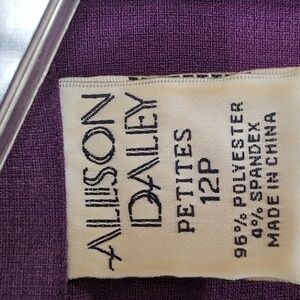 ALLISON
DALEY
PETITES
12P
96% POLYESTER
4% SPANDEX
MADE IN CHINA